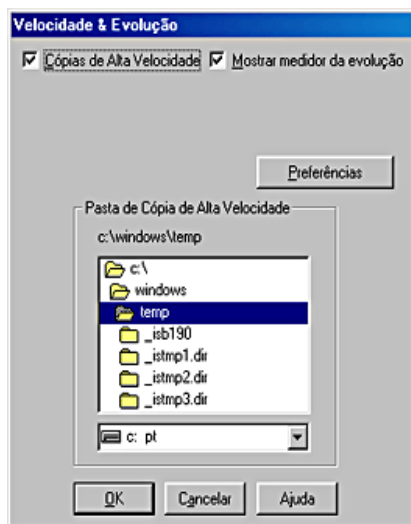 Velocidade & Evolução
Cópias de Alta Velocidade Mostrar medidor da evolução
Preferências
Pasta de Cópia de Alta Velocidade
c:\windows\temp
c:\
windows
temp
_isb190
_istmp1.dir
_istmp2.dir
_istmp3.dir
c: pt
OK Cancelar Ajuda